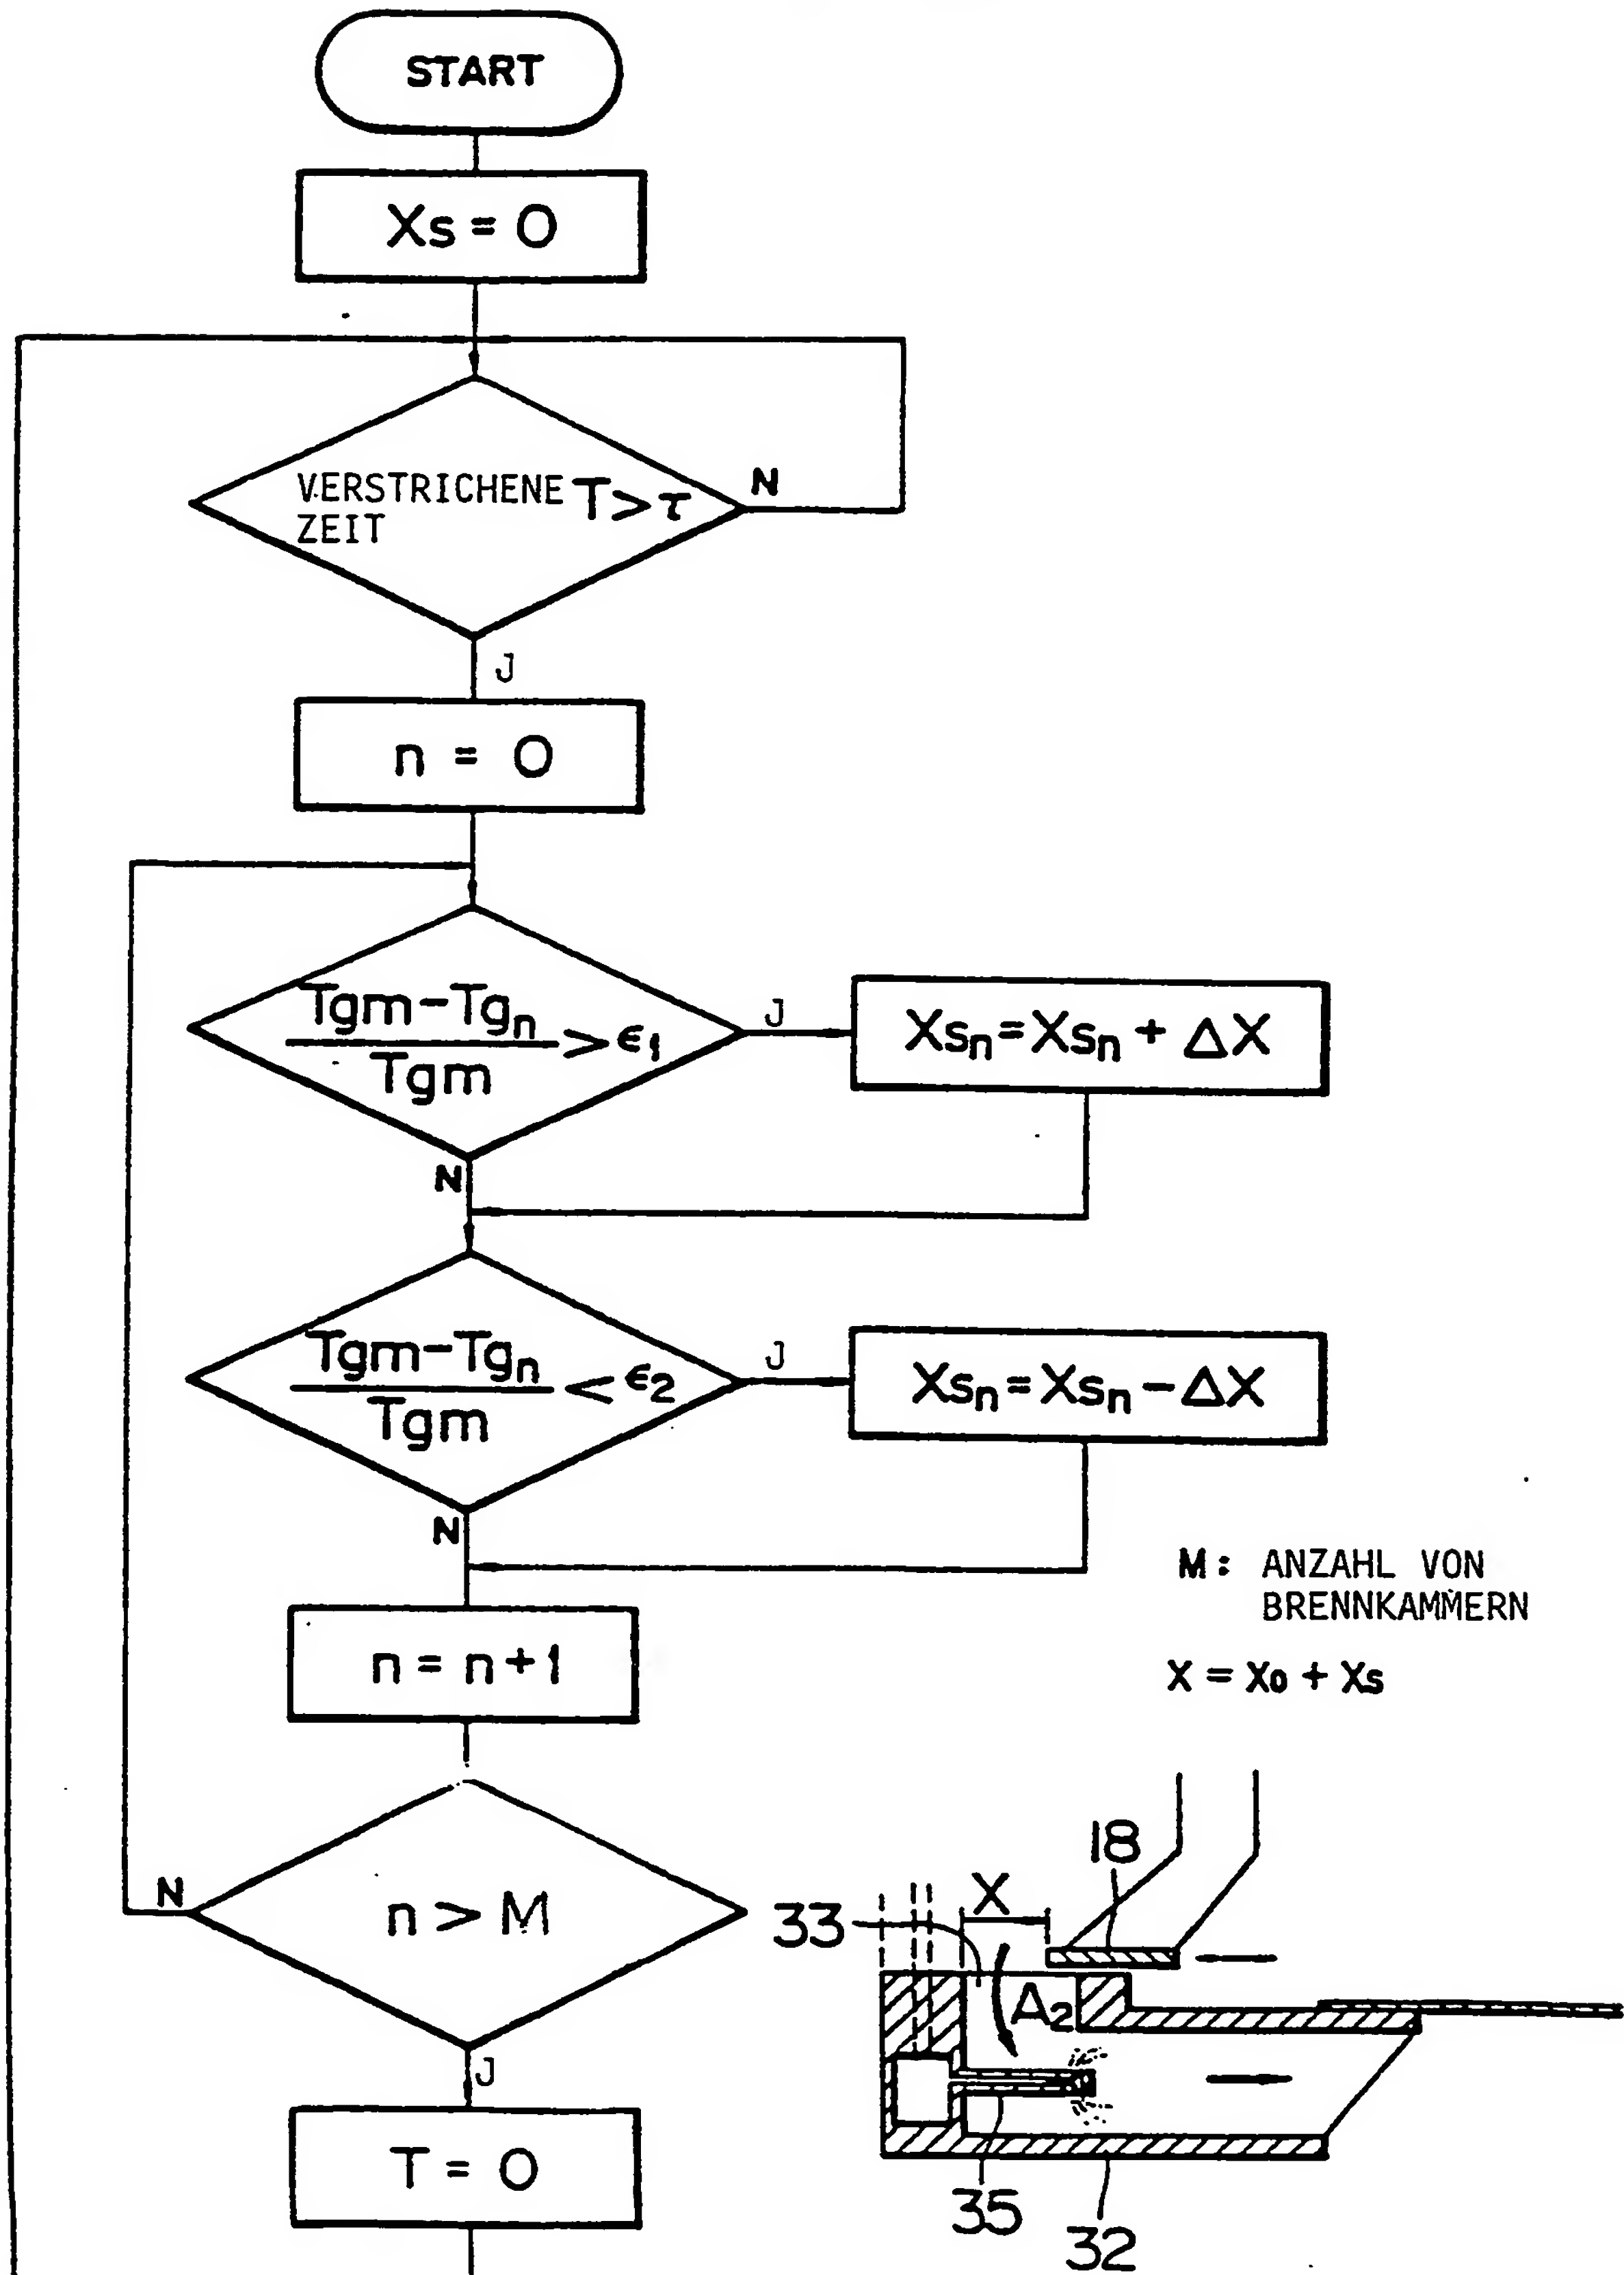 START
Xs = 0
VERSTRICHENE T > τ
ZEIT
N
J
n = 0
Tgm-Tgn
> ϵ1
Tgm
J
Xsn = Xsn + ΔX
N
Tgm-Tgn
< ϵ2
Tgm
J
Xsn = Xsn - ΔX
N
M: ANZAHL VON
BRENNKAMMERN
n = n+1
X = Xo + Xs
n > M
N
J
T = 0
18
X
33
A2
35
32